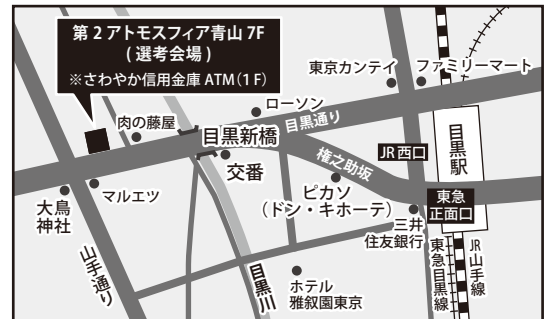 第2アトモスフィア青山 7F
(選考会場)
※さわやか信用金庫 ATM(1F)
東京カンテイ
ファミリーマート
ローソン
目黒通り
肉の藤屋
目黒新橋
交番
権之助坂
JR西口
目黒駅
マルエツ
大鳥
神社
ピカソ
(ドン・キホーテ)
東急
正面口
三井
住友銀行
山手通り
目黒川
ホテル
雅叙園東京
東急目黒線
JR山手線